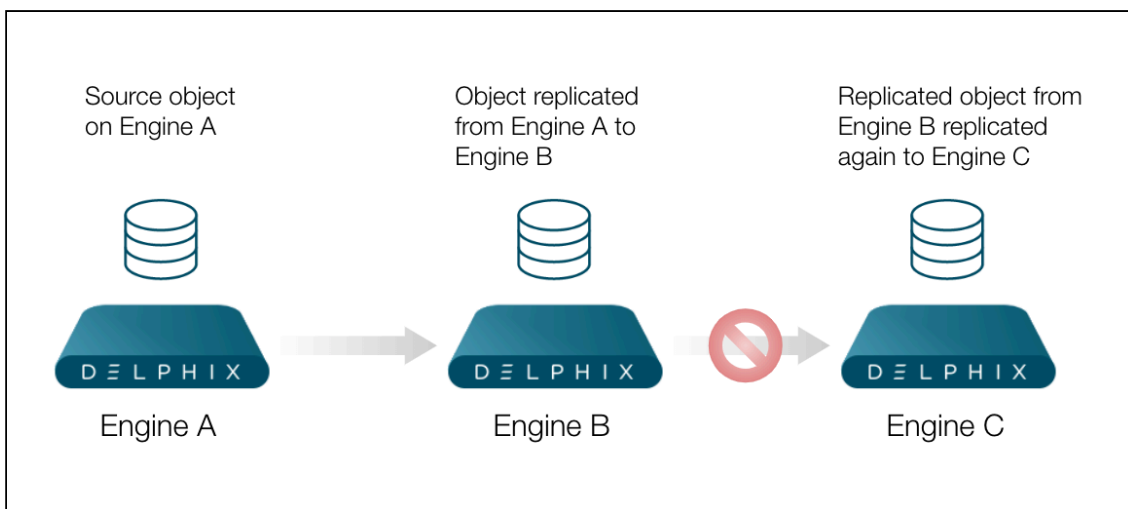 Source object
on Engine A
Object replicated
from Engine A to
Engine B
Replicated object from
Engine B replicated
again to Engine C
DELPHIX
DELPHIX
DELPHIX
Engine A
Engine B
Engine C